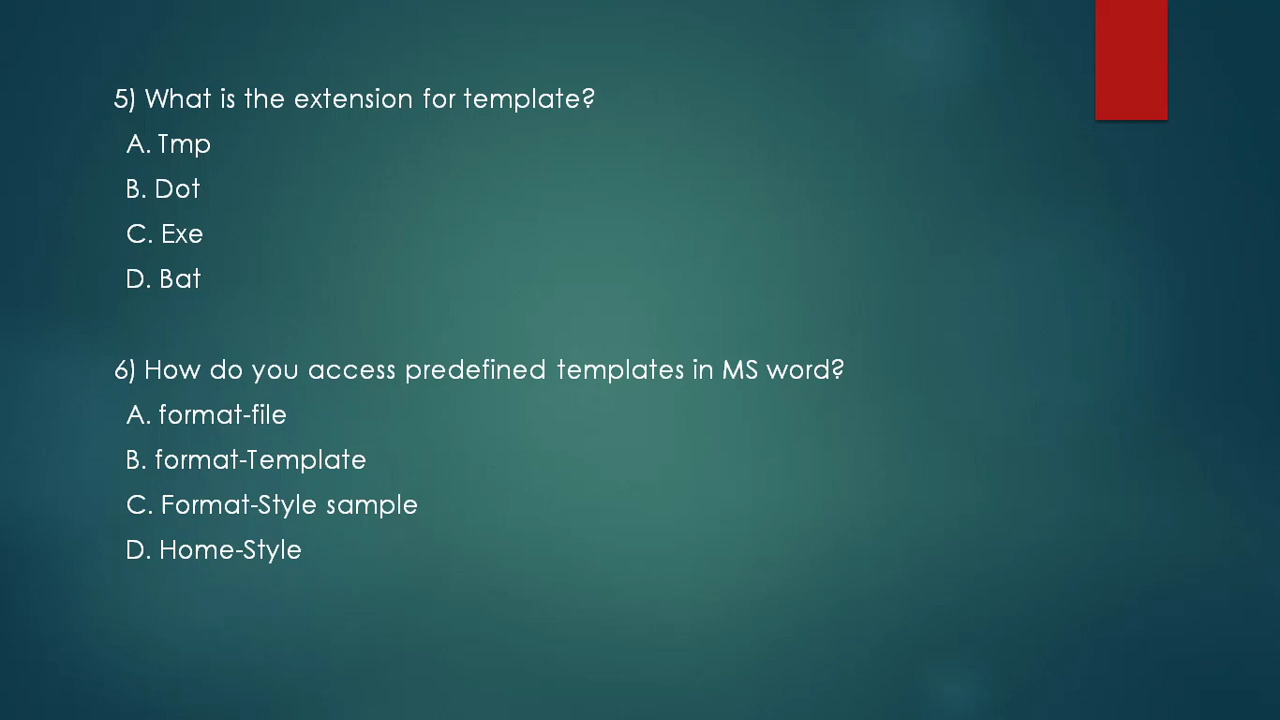 5) What is the extension for template?
A. Tmp
B. Dot
C. Exe
D. Bat
6) How do you access predefined templates in MS word?
A. format-file
B. format-Template
C. Format-Style sample
D. Home-Style